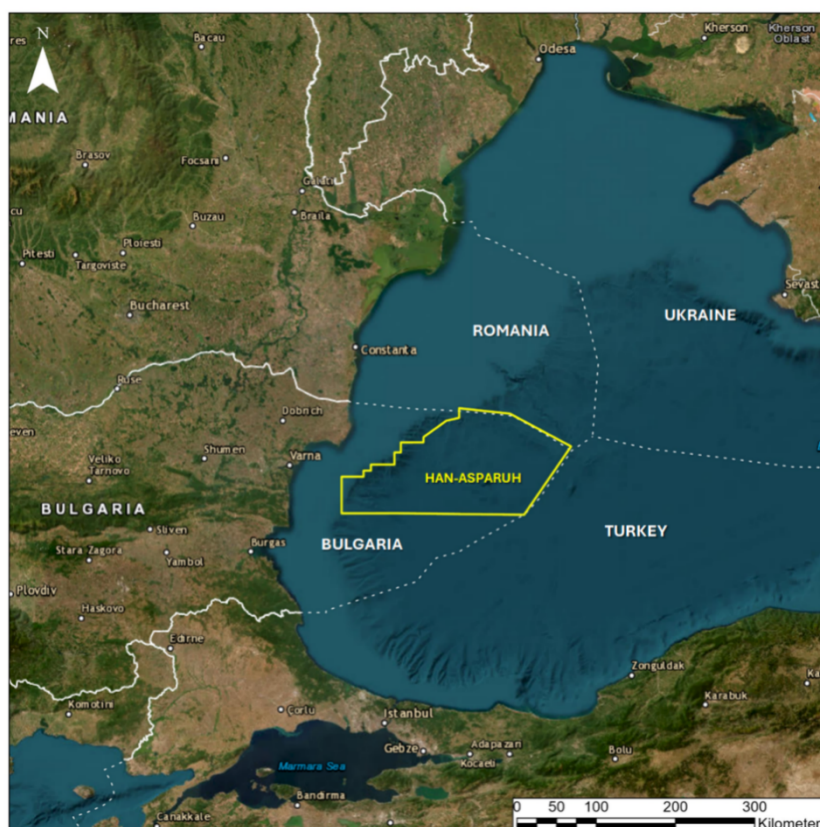 N
Bacau
Kherson
Kherson
Oblast
Odesa
MANIA
Brasov
Focsani
Galati
Braila
Buzau
Pitesti
Targoviste
Ploiesti
Bucharest
Sevast
ROMANIA
UKRAINE
Constanta
Ruse
Dobrich
Shumen
Varna
Veliko
Tarnovo
HAN-ASPARUH
BULGARIA
Sliven
Stara Zagora
Yambol
Burgas
BULGARIA
TURKEY
Plovdiv
Haskovo
Edirne
Zonguldak
Karabuk
Komotini
Çorlu
Istanbul
Gebze
Adapazari
Kocaeli
Bolu
Marmara Sea
Bandirma
Canakkale
0 50 100 200 300 400
Kilometer